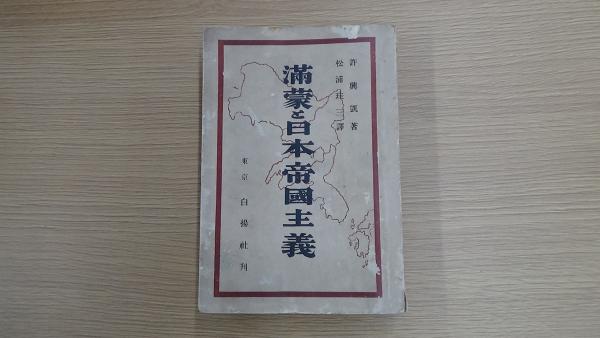 許興凱著
松浦珪三譯
滿蒙と日本帝國主義
東京 白揚社刊